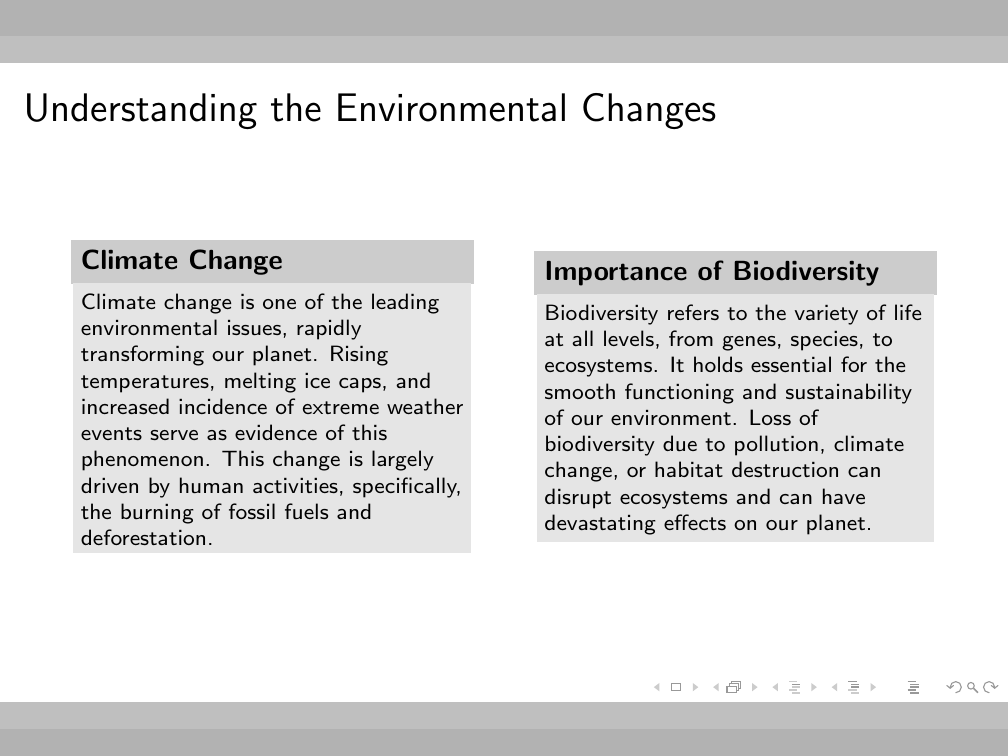 Understanding the Environmental Changes
Climate Change
Climate change is one of the leading
environmental issues, rapidly
transforming our planet. Rising
temperatures, melting ice caps, and
increased incidence of extreme weather
events serve as evidence of this
phenomenon. This change is largely
driven by human activities, specifically,
the burning of fossil fuels and
deforestation.
Importance of Biodiversity
Biodiversity refers to the variety of life
at all levels, from genes, species, to
ecosystems. It holds essential for the
smooth functioning and sustainability
of our environment. Loss of
biodiversity due to pollution, climate
change, or habitat destruction can
disrupt ecosystems and can have
devastating effects on our planet.